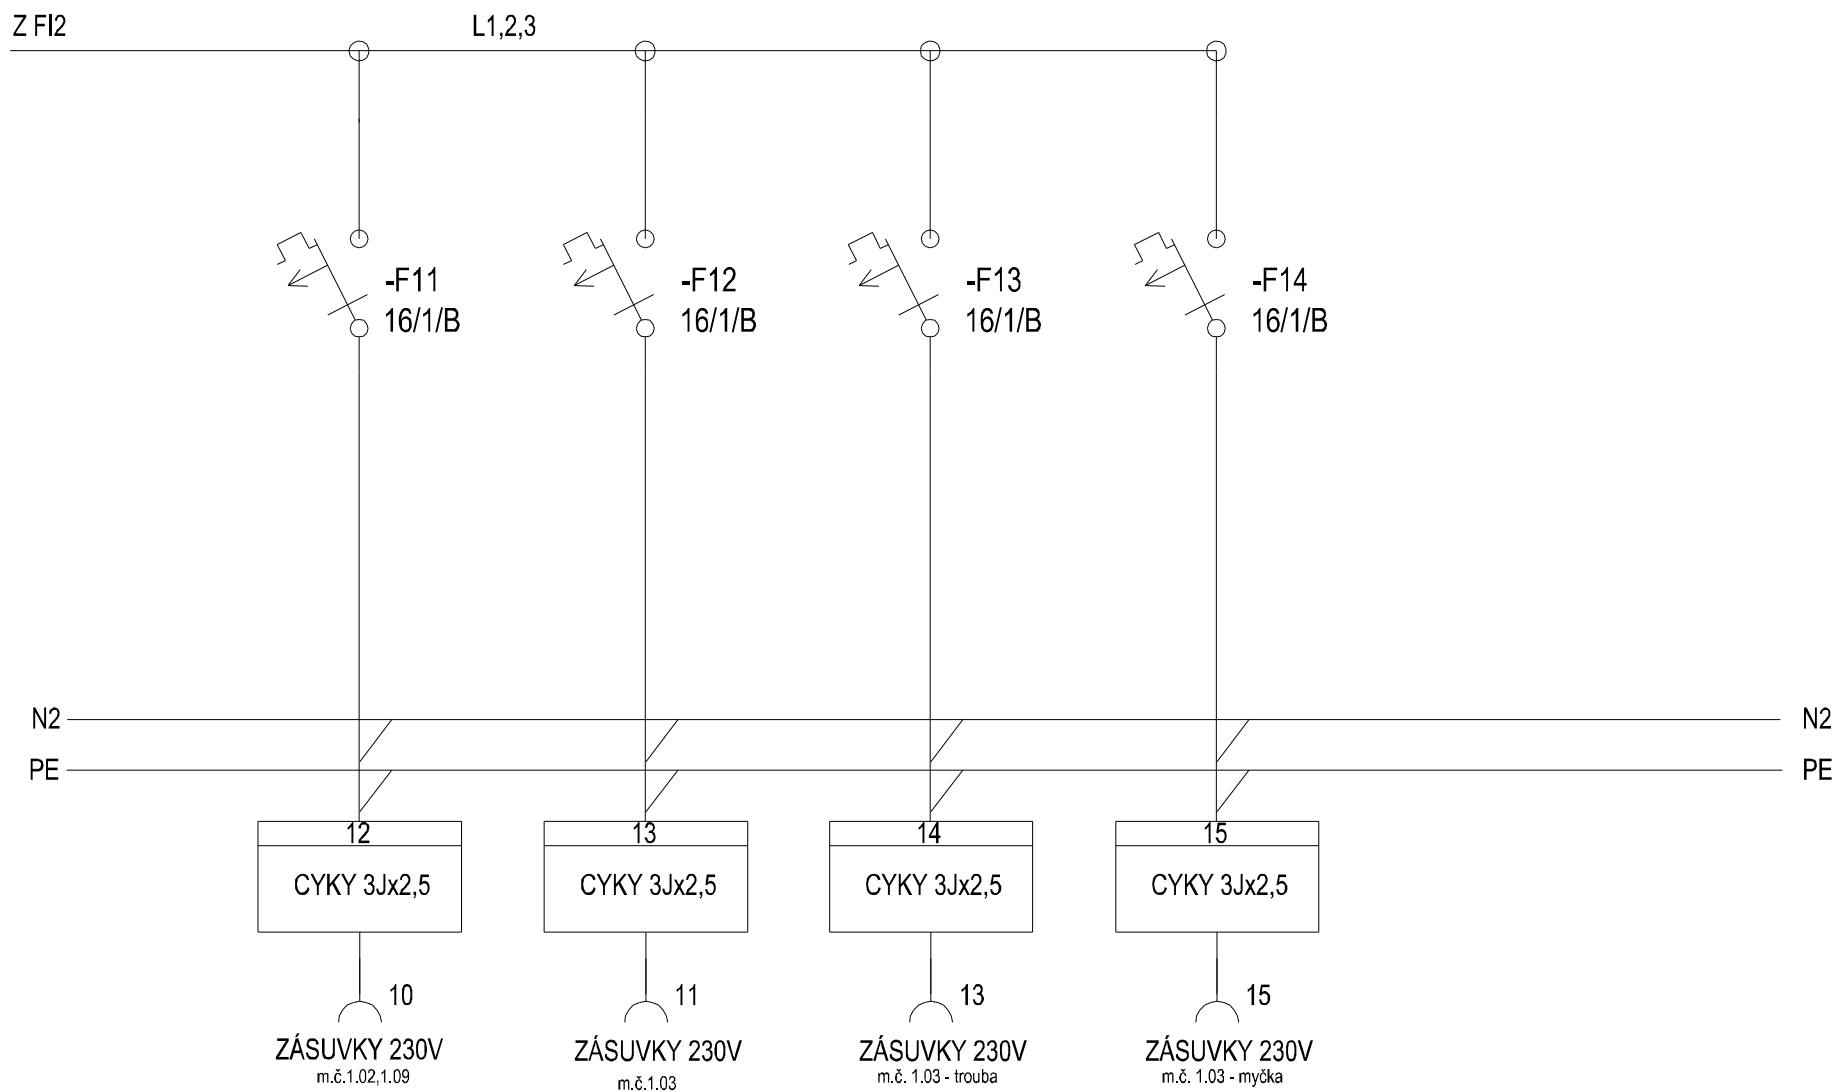 Z FI2
L1,2,3
-F11
16/1/B
-F12
16/1/B
-F13
16/1/B
-F14
16/1/B
N2
N2
PE
PE
12
CYKY 3Jx2,5
13
CYKY 3Jx2,5
14
CYKY 3Jx2,5
15
CYKY 3Jx2,5
10
ZÁSUVKY 230V
m.č.1.02,1.09
11
ZÁSUVKY 230V
m.č.1.03
13
ZÁSUVKY 230V
m.č. 1.03 - trouba
15
ZÁSUVKY 230V
m.č. 1.03 - myčka